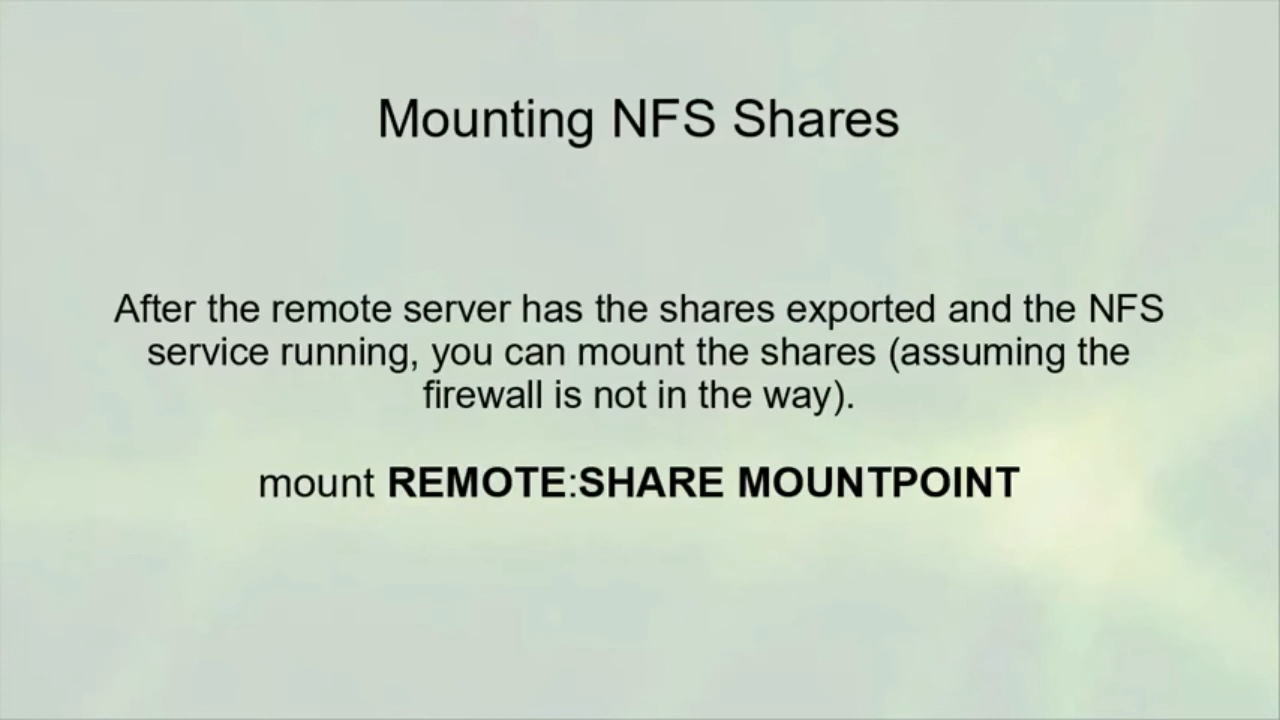 Mounting NFS Shares
After the remote server has the shares exported and the NFS
service running, you can mount the shares (assuming the
firewall is not in the way).
mount REMOTE:SHARE MOUNTPOINT